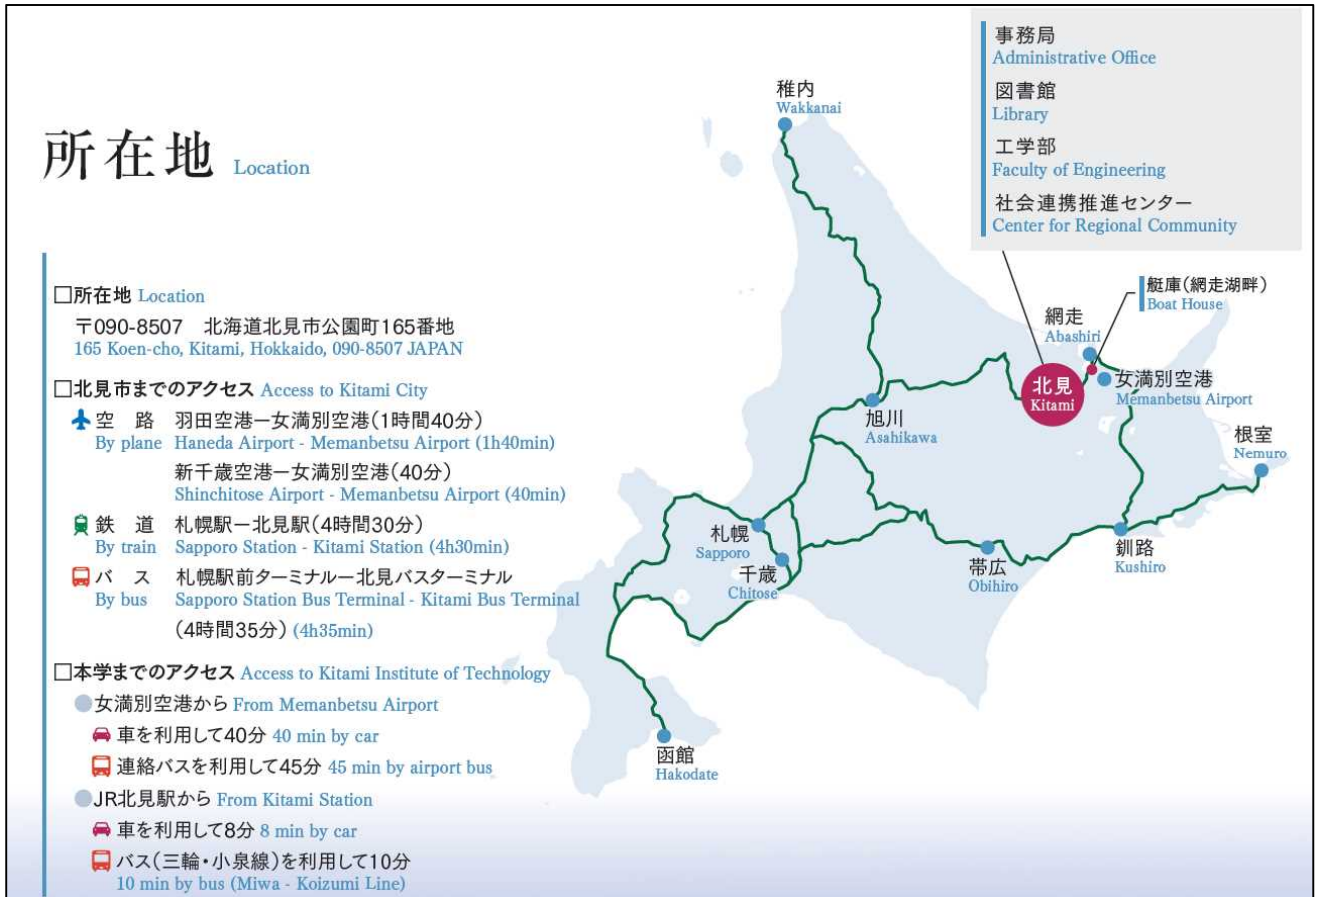 所在地 Location
□所在地 Location
〒090-8507　北海道北見市公園町165番地
165 Koen-cho, Kitami, Hokkaido, 090-8507 JAPAN
□北見市までのアクセス Access to Kitami City
空　路　羽田空港ー女満別空港(1時間40分)
By plane Haneda Airport - Memanbetsu Airport (1h40min)
新千歳空港ー女満別空港(40分)
Shinchitose Airport - Memanbetsu Airport (40min)
鉄　道　札幌駅ー北見駅(4時間30分)
By train Sapporo Station - Kitami Station (4h30min)
バ　ス　札幌駅前ターミナルー北見バスターミナル
By bus Sapporo Station Bus Terminal - Kitami Bus Terminal
(4時間35分) (4h35min)
□本学までのアクセス Access to Kitami Institute of Technology
女満別空港から From Memanbetsu Airport
車を利用して40分 40 min by car
連絡バスを利用して45分 45 min by airport bus
JR北見駅から From Kitami Station
車を利用して8分 8 min by car
バス(三輪・小泉線)を利用して10分
10 min by bus (Miwa - Koizumi Line)
事務局
Administrative Office
図書館
Library
工学部
Faculty of Engineering
社会連携推進センター
Center for Regional Community
稚内
Wakkanai
艇庫(網走湖畔)
Boat House
網走
Abashiri
女満別空港
Memanbetsu Airport
北見
Kitami
旭川
Asahikawa
根室
Nemuro
札幌
Sapporo
千歳
Chitose
帯広
Obihiro
釧路
Kushiro
函館
Hakodate